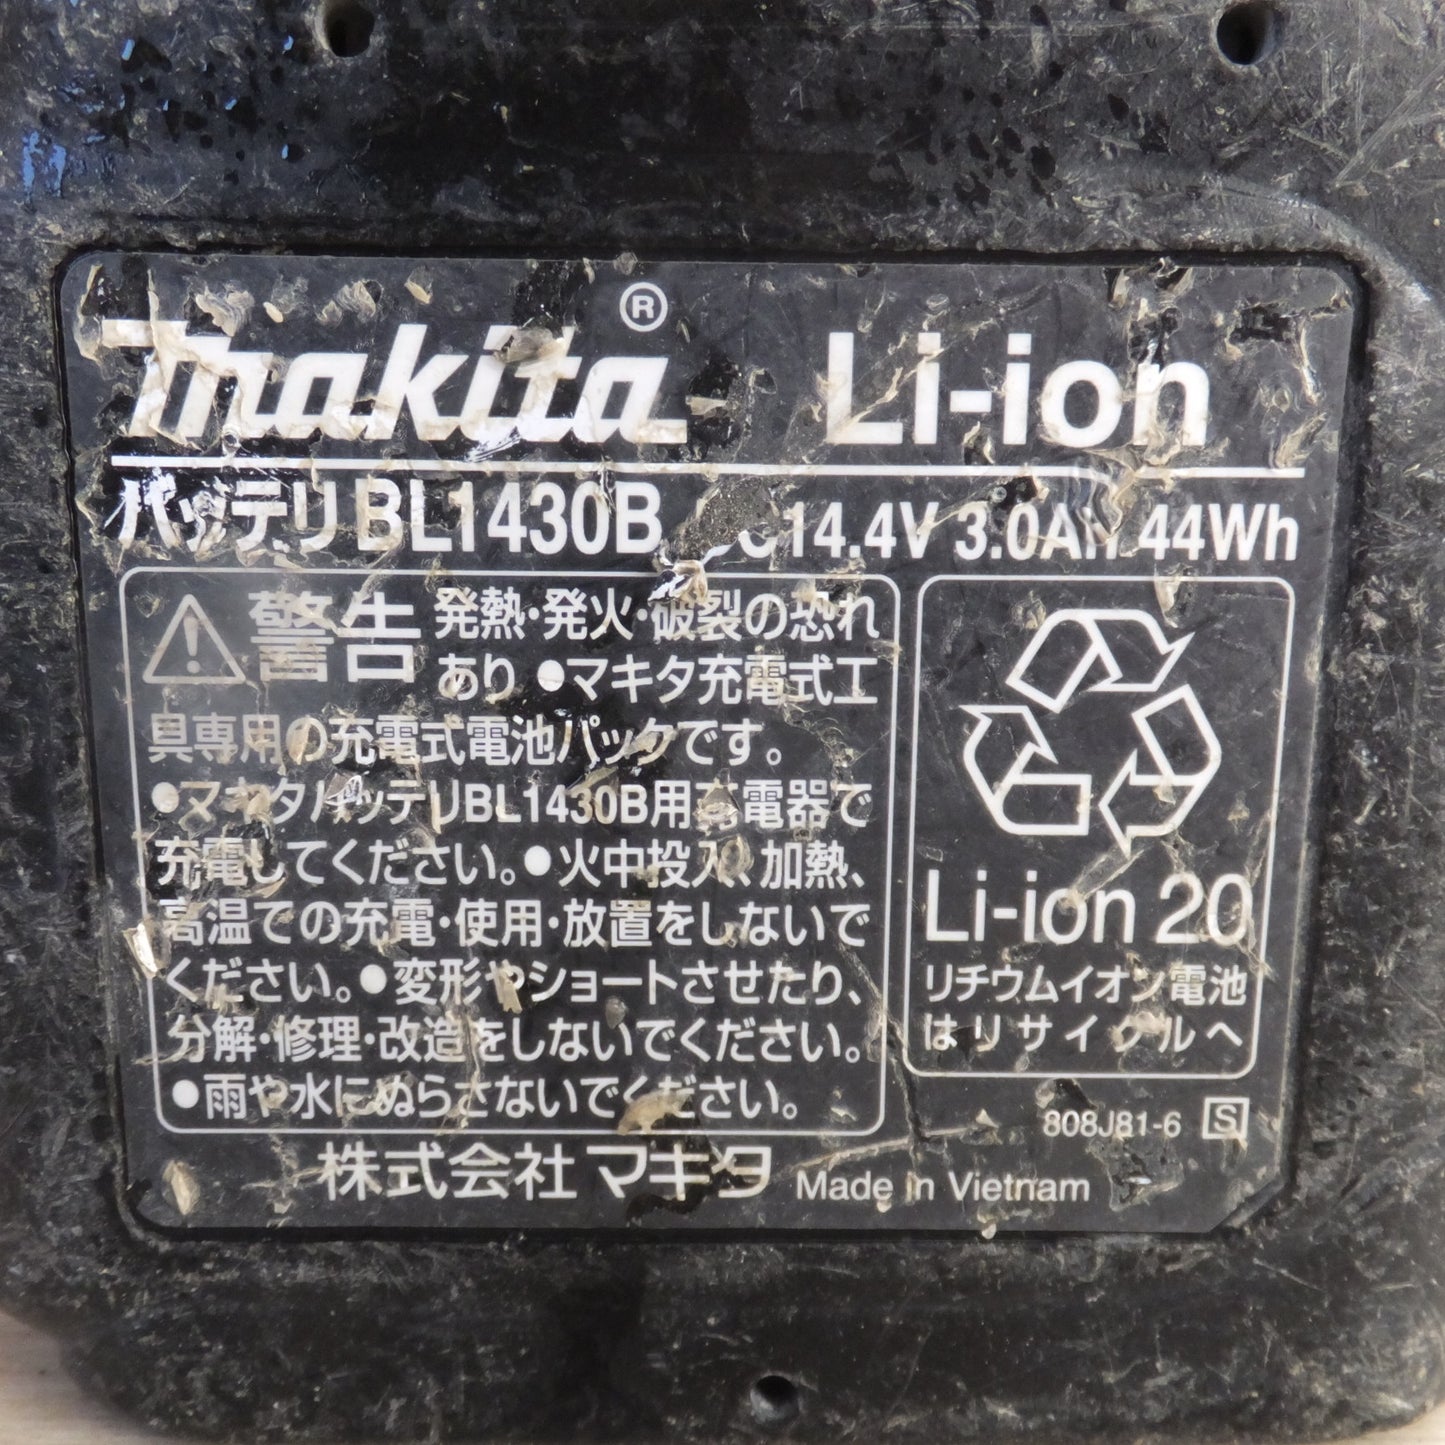 makita® Li-ion
バッテリ BL1430B DC14.4V 3.0Ah 44Wh
警告 発熱・発火・破裂の恐れ
あり ●マキタ充電式工
具専用の充電式電池パックです。
●マキタバッテリBL1430B用充電器で
充電してください。●火中投入、加熱、
高温での充電・使用・放置をしないで
ください。●変形やショートさせたり、
分解・修理・改造をしないでください。
●雨や水にぬらさないでください。
Li-ion 20
リチウムイオン電池
はリサイクルへ
808J81-6 S
株式会社マキタ Made in Vietnam